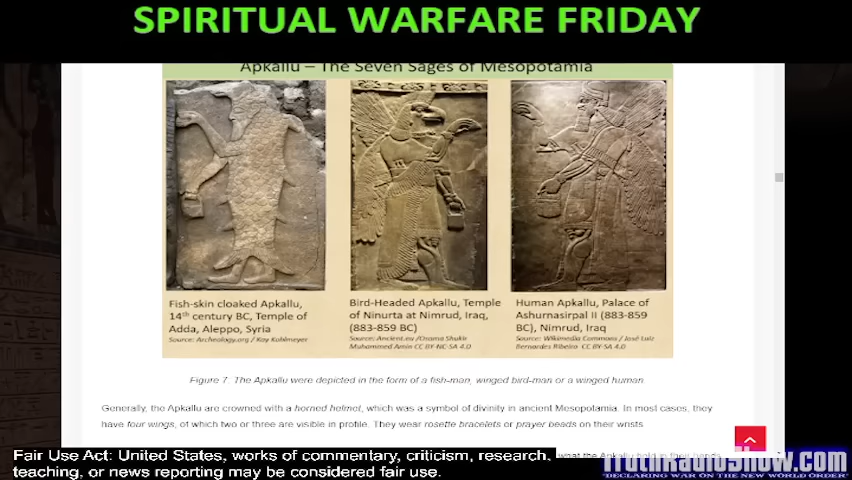 SPIRITUAL WARFARE FRIDAY
Apkallu – The Seven Sages of Mesopotamia
Fish-skin cloaked Apkallu,
14th century BC, Temple of
Adda, Aleppo, Syria
Source: Archeology.org / Kay Kohlmeyer
Bird-Headed Apkallu, Temple
of Ninurta at Nimrud, Iraq,
(883-859 BC)
Source: Ancient.eu /Osama Shukir
Muhammed Amin CC BY-NC-SA 4.0
Human Apkallu, Palace of
Ashurnasirpal II (883-859
BC), Nimrud, Iraq
Source: Wikimedia Commons / José Luiz
Bernardes Ribeiro CC BY-SA 4.0
Figure 7. The Apkallu were depicted in the form of a fish-man, winged bird-man or a winged human.
Generally, the Apkallu are crowned with a horned helmet, which was a symbol of divinity in ancient Mesopotamia. In most cases, they
have four wings, of which two or three are visible in profile. They wear rosette bracelets or prayer beads on their wrists
what the Apkallu hold in their hands
Fair Use Act: United States, works of commentary, criticism, research,
teaching, or news reporting may be considered fair use.
TruthRadioShow.com
"DECLARING WAR ON THE NEW WORLD ORDER"